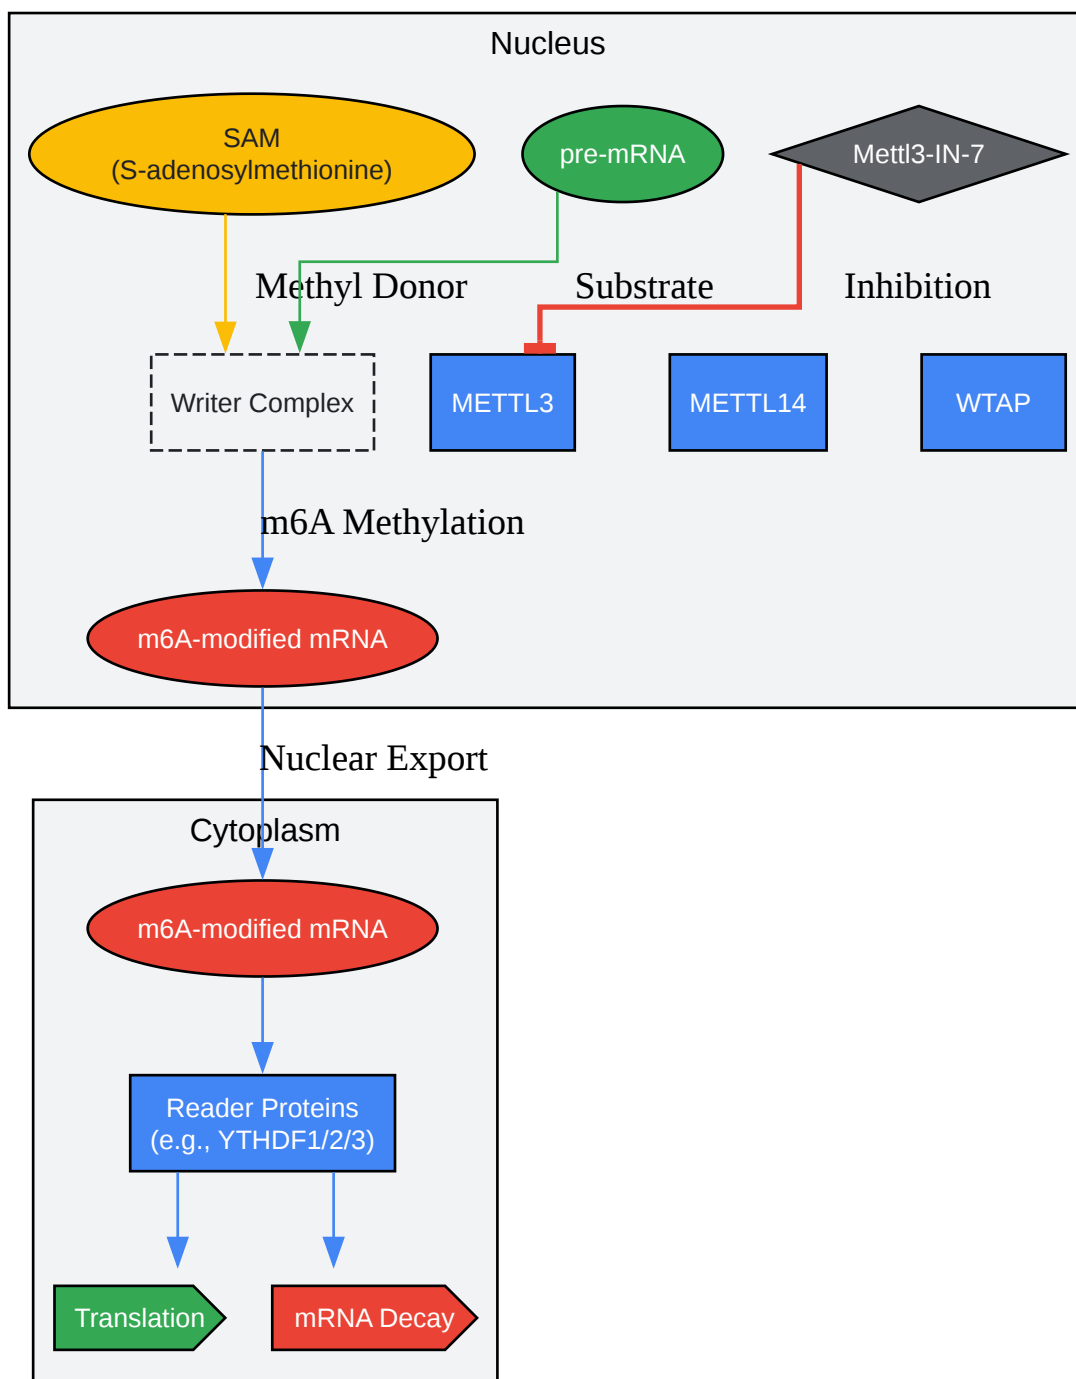 Nucleus
SAM
(S-adenosylmethionine)
pre-mRNA
Mettl3-IN-7
Methyl Donor
Substrate
Inhibition
Writer Complex
METTL3
METTL14
WTAP
m6A Methylation
m6A-modified mRNA
Nuclear Export
Cytoplasm
m6A-modified mRNA
Reader Proteins
(e.g., YTHDF1/2/3)
Translation
mRNA Decay